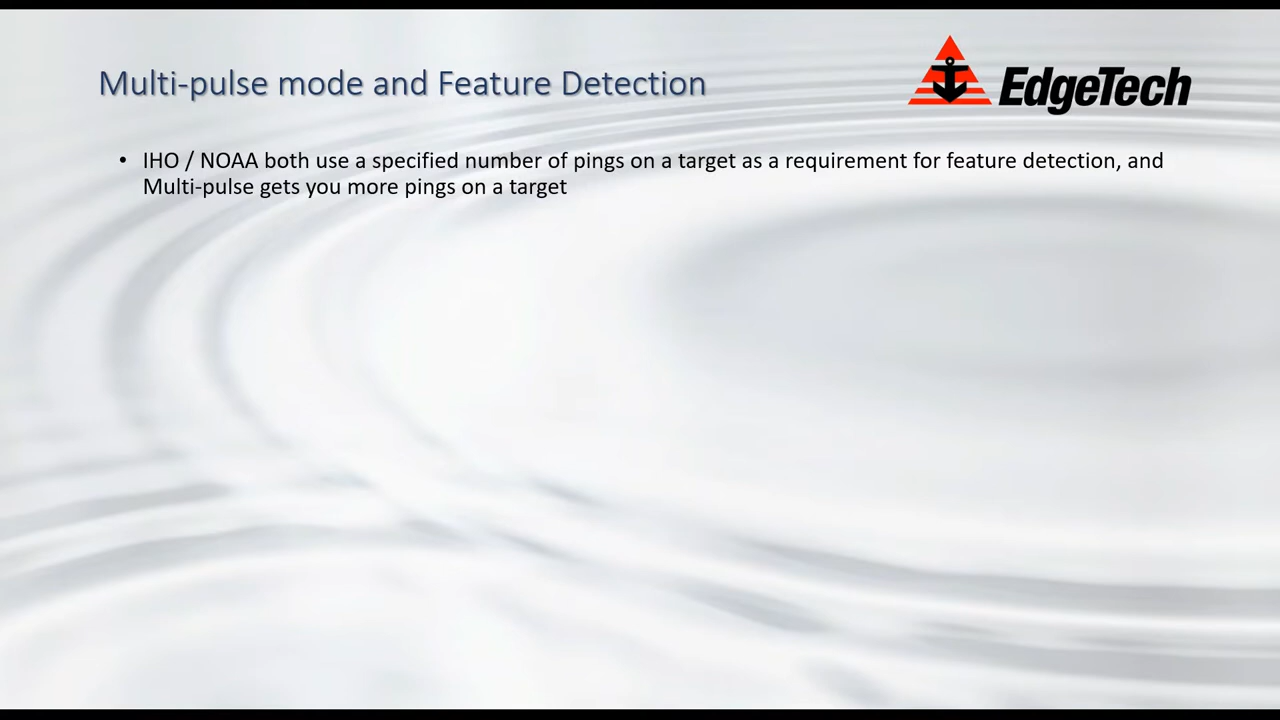 Multi-pulse mode and Feature Detection
EdgeTech
• IHO / NOAA both use a specified number of pings on a target as a requirement for feature detection, and
Multi-pulse gets you more pings on a target